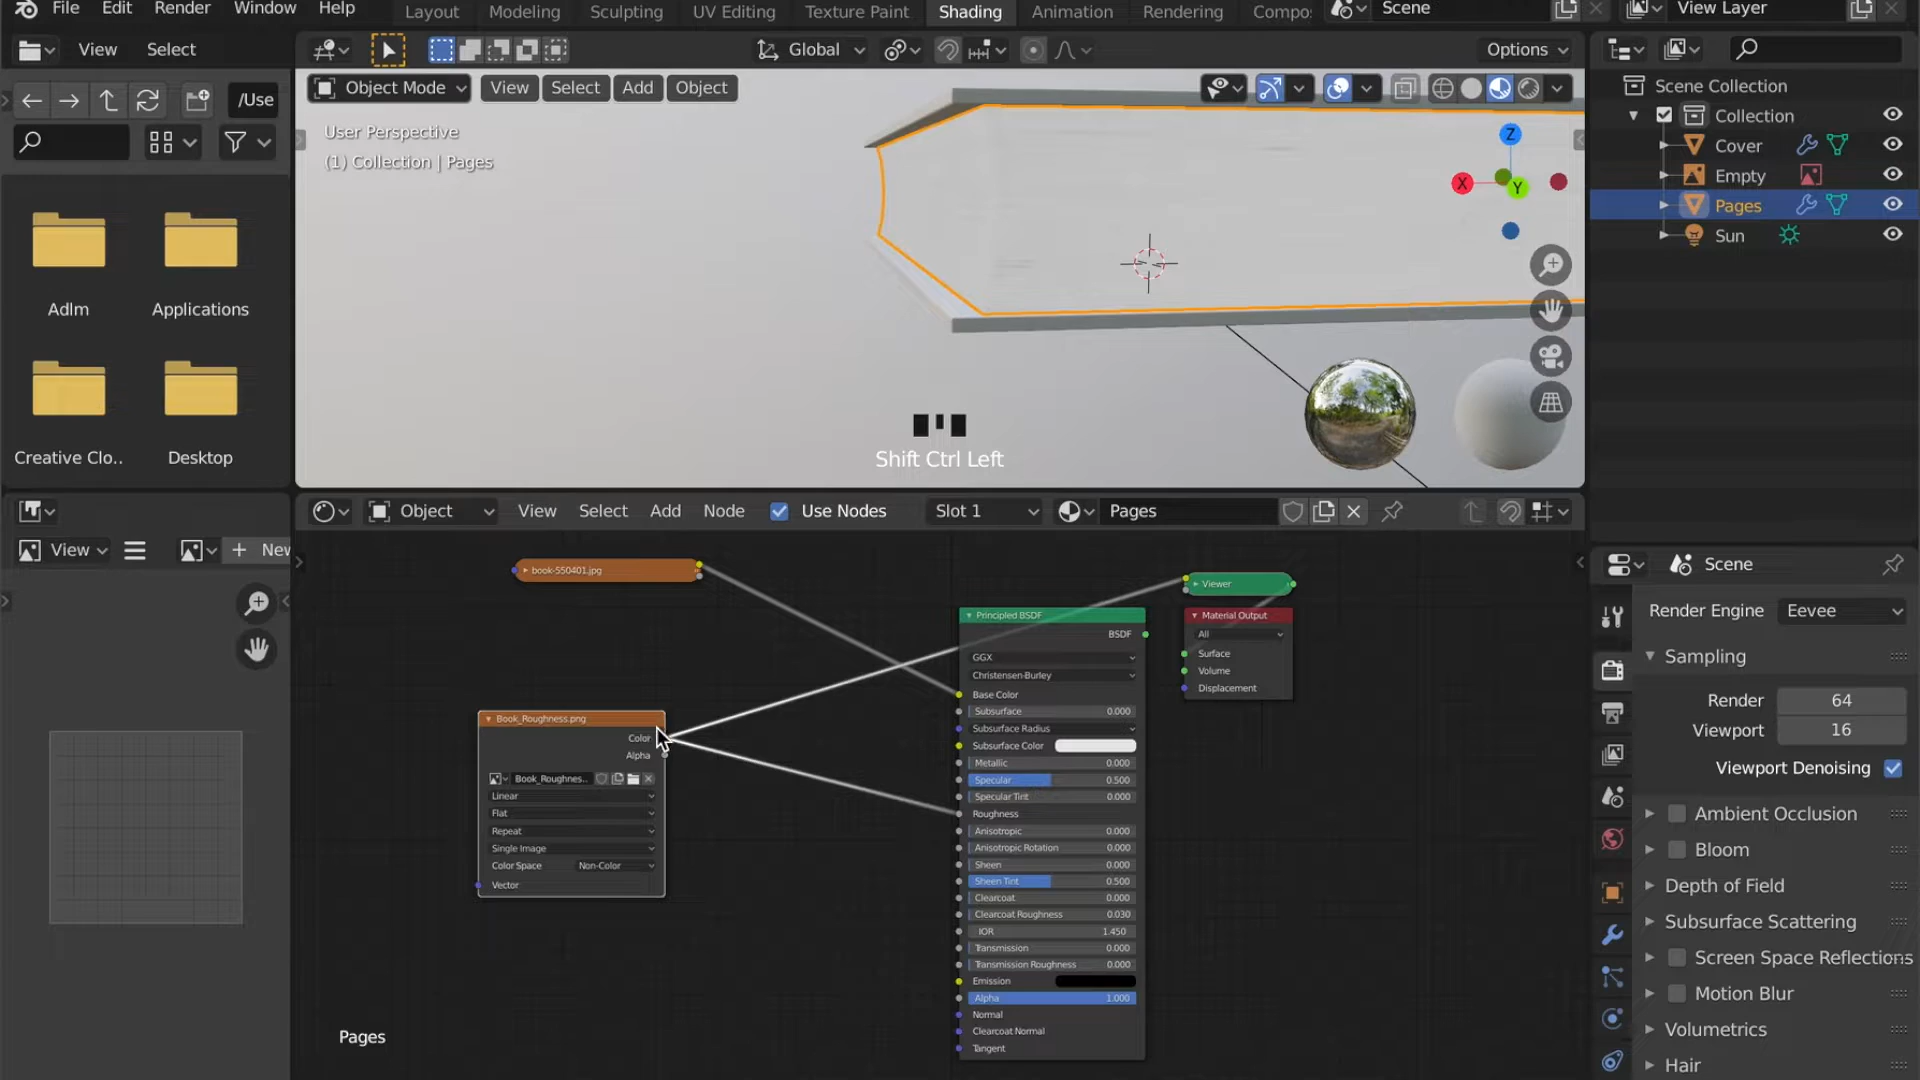 File Edit Render Window Help Layout Modeling Sculpting UV Editing Texture Paint Shading Animation Rendering Compo Scene View Layer
View Select Global Options
/Use
Object Mode View Select Add Object
User Perspective
(1) Collection | Pages
Z
X
Y
Adlm
Applications
Creative Clo..
Desktop
Shift Ctrl Left
Scene Collection
Collection
Cover
Empty
Pages
Sun
Object View Select Add Node Use Nodes Slot 1 Pages
View New
book-550401.jpg
Viewer
Principled BSDF
BSDF
GGX
Christensen-Burley
Base Color
Subsurface 0.000
Subsurface Radius
Subsurface Color
Metallic 0.000
Specular 0.500
Specular Tint 0.000
Roughness
Anisotropic 0.000
Anisotropic Rotation 0.000
Sheen 0.000
Sheen Tint 0.500
Clearcoat 0.000
Clearcoat Roughness 0.030
IOR 1.450
Transmission 0.000
Transmission Roughness 0.000
Emission
Alpha 1.000
Normal
Clearcoat Normal
Tangent
Material Output
All
Surface
Volume
Displacement
Book_Roughness.png
Color
Alpha
Book_Roughnes..
Linear
Flat
Repeat
Single Image
Color Space Non-Color
Vector
Pages
Scene
Render Engine Eevee
Sampling
Render 64
Viewport 16
Viewport Denoising
Ambient Occlusion
Bloom
Depth of Field
Subsurface Scattering
Screen Space Reflections
Motion Blur
Volumetrics
Hair